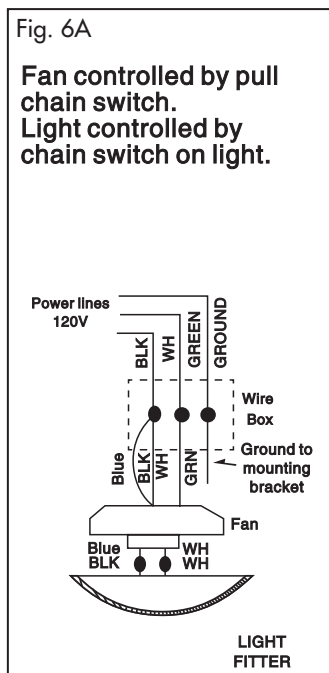 Fig. 6A
Fan controlled by pull
chain switch.
Light controlled by
chain switch on light.
Power lines
120V
BLK
WH
GREEN
GROUND
Wire
Box
Blue
BLK
WH
GRN
Ground to
mounting
bracket
Fan
Blue WH
BLK WH
LIGHT
FITTER